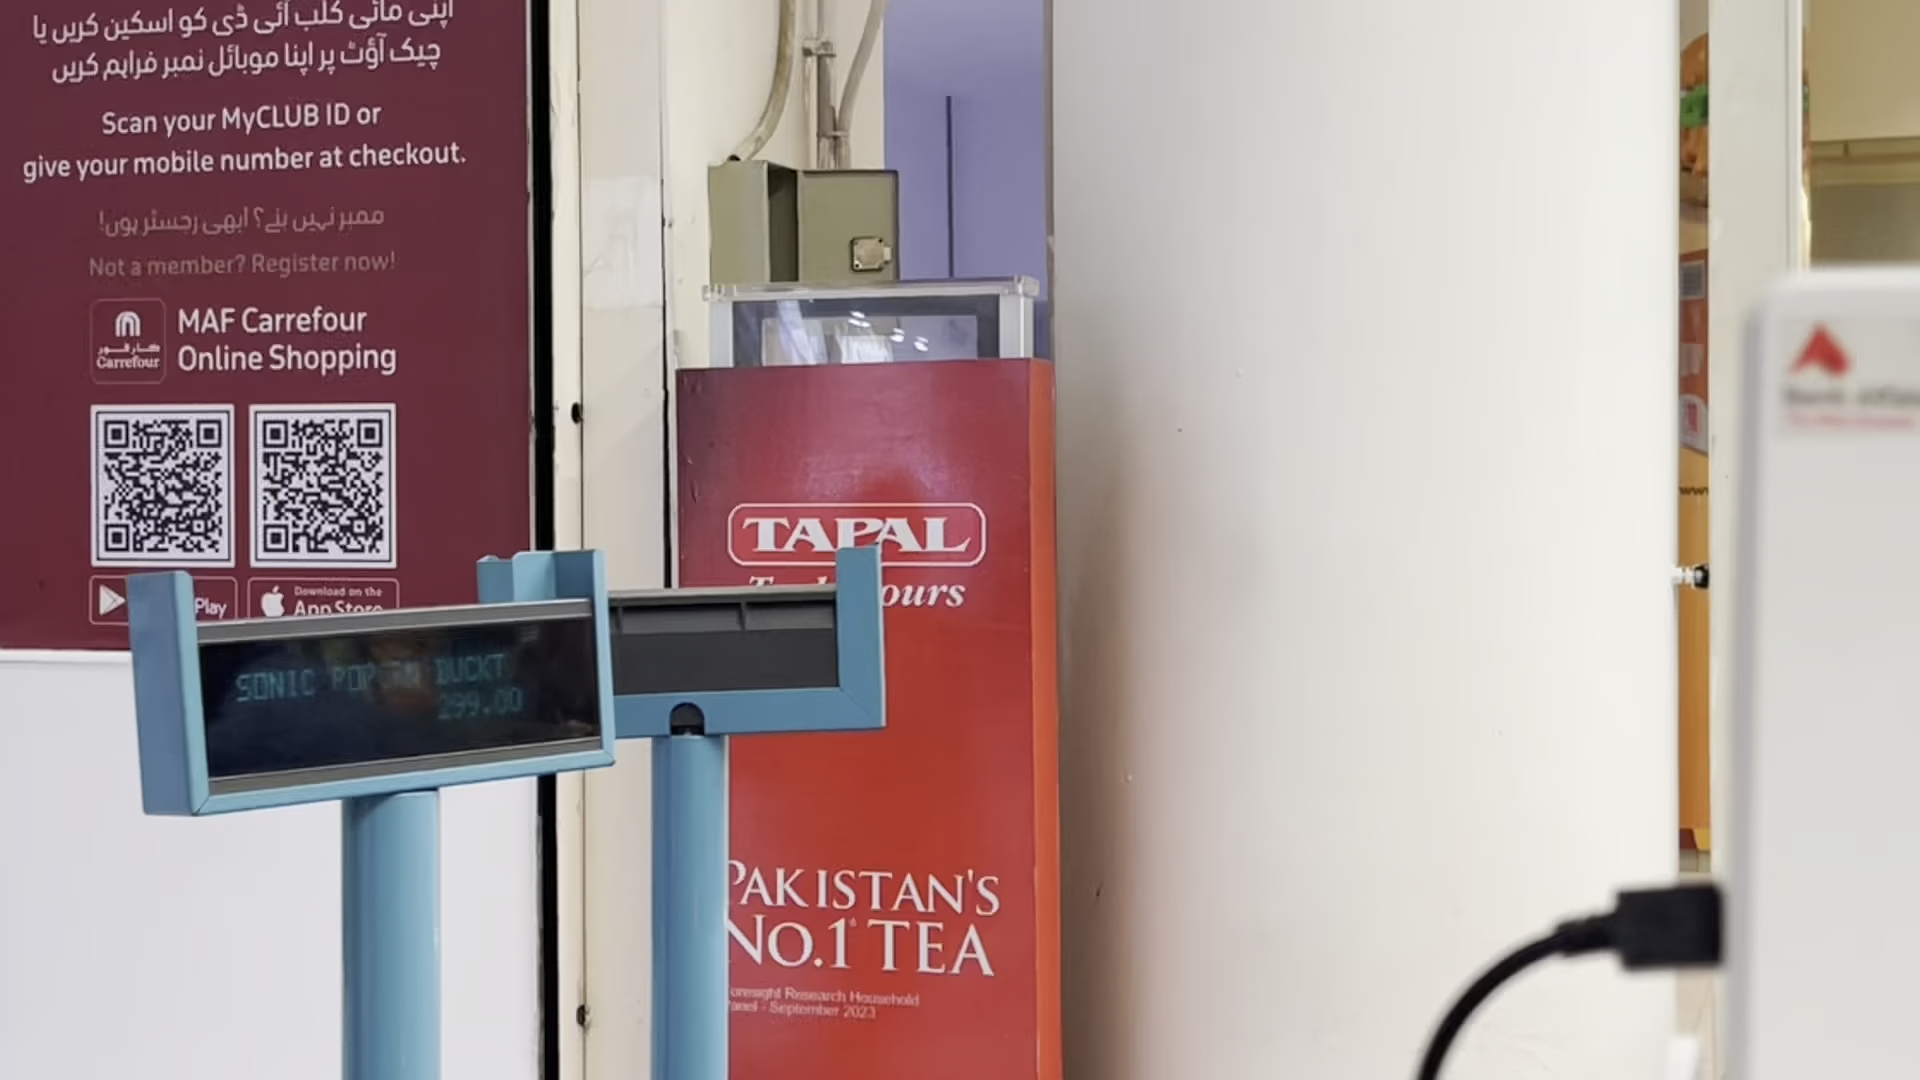 اپنی مائی کلب آئی ڈی کو اسکین کریں یا
چیک آؤٹ پر اپنا موبائل نمبر فراہم کریں
Scan your MyCLUB ID or
give your mobile number at checkout.
ممبر نہیں بنے؟ ابھی رجسٹر ہوں!
Not a member? Register now!
كارفور
Carrefour
MAF Carrefour
Online Shopping
Play
Download on the
App Store
SONIC
BUCKT
299.00
TAPAL
ours
PAKISTAN'S
No.1 TEA
Research Household
- September 2023